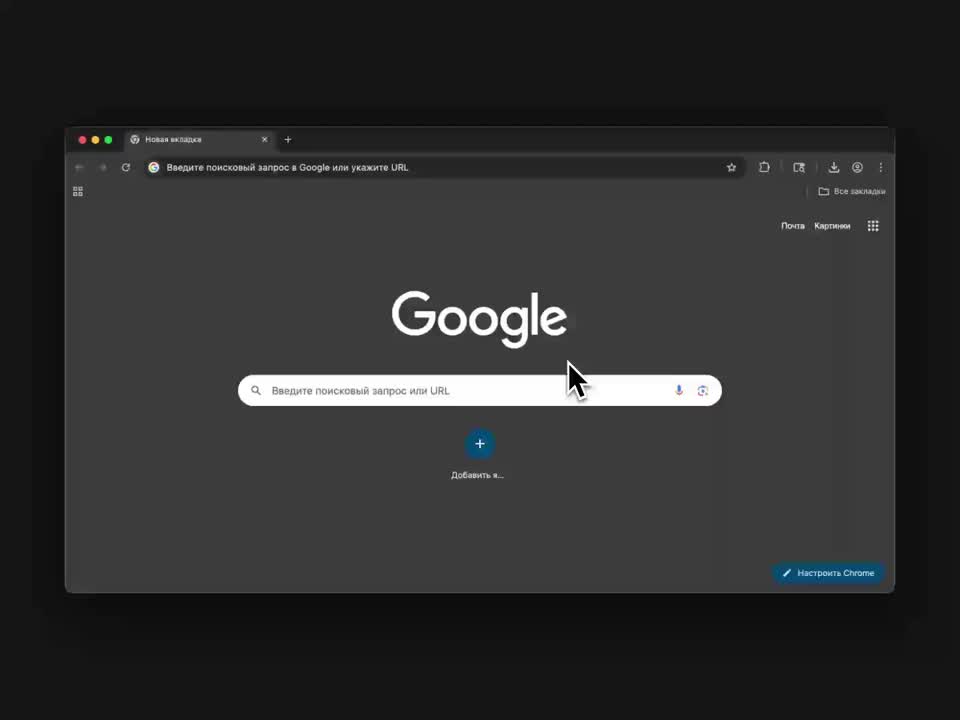 Новая вкладка
Введите поисковый запрос в Google или укажите URL
Все закладки
Почта Картинки
Google
Введите поисковый запрос или URL
Добавить я...
Настроить Chrome